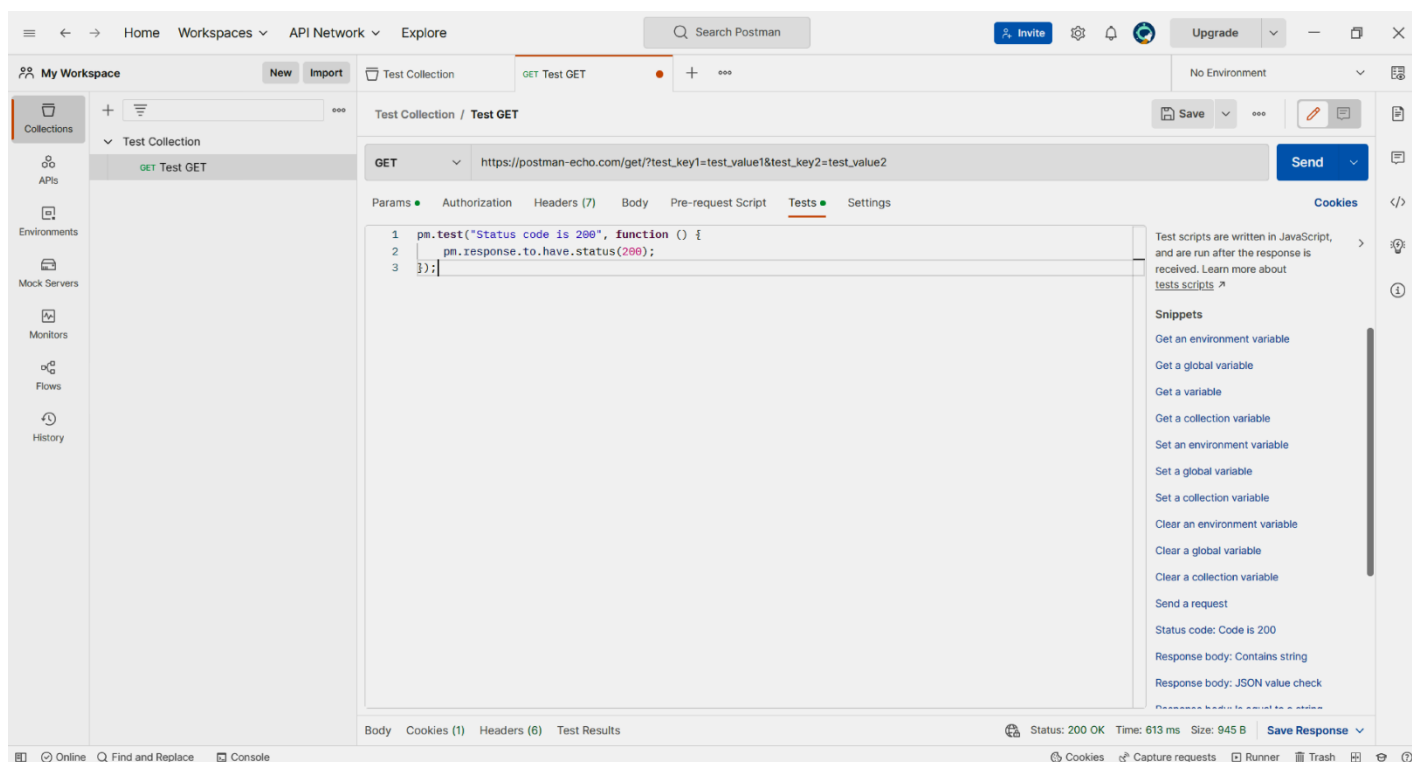 Home Workspaces API Network Explore Search Postman Invite Upgrade
My Workspace New Import Test Collection GET Test GET No Environment
Collections
APIs
Environments
Mock Servers
Monitors
Flows
History
Test Collection
GET Test GET
Test Collection / Test GET Save
GET https://postman-echo.com/get/?test_key1=test_value1&test_key2=test_value2 Send
Params Authorization Headers (7) Body Pre-request Script Tests Settings Cookies
1 pm.test("Status code is 200", function () {
2 pm.response.to.have.status(200);
3 });
Test scripts are written in JavaScript,
and are run after the response is
received. Learn more about
tests scripts
Snippets
Get an environment variable
Get a global variable
Get a variable
Get a collection variable
Set an environment variable
Set a global variable
Set a collection variable
Clear an environment variable
Clear a global variable
Clear a collection variable
Send a request
Status code: Code is 200
Response body: Contains string
Response body: JSON value check
Response body: Is equal to a string
Body Cookies (1) Headers (6) Test Results Status: 200 OK Time: 613 ms Size: 945 B Save Response
Online Find and Replace Console Cookies Capture requests Runner Trash